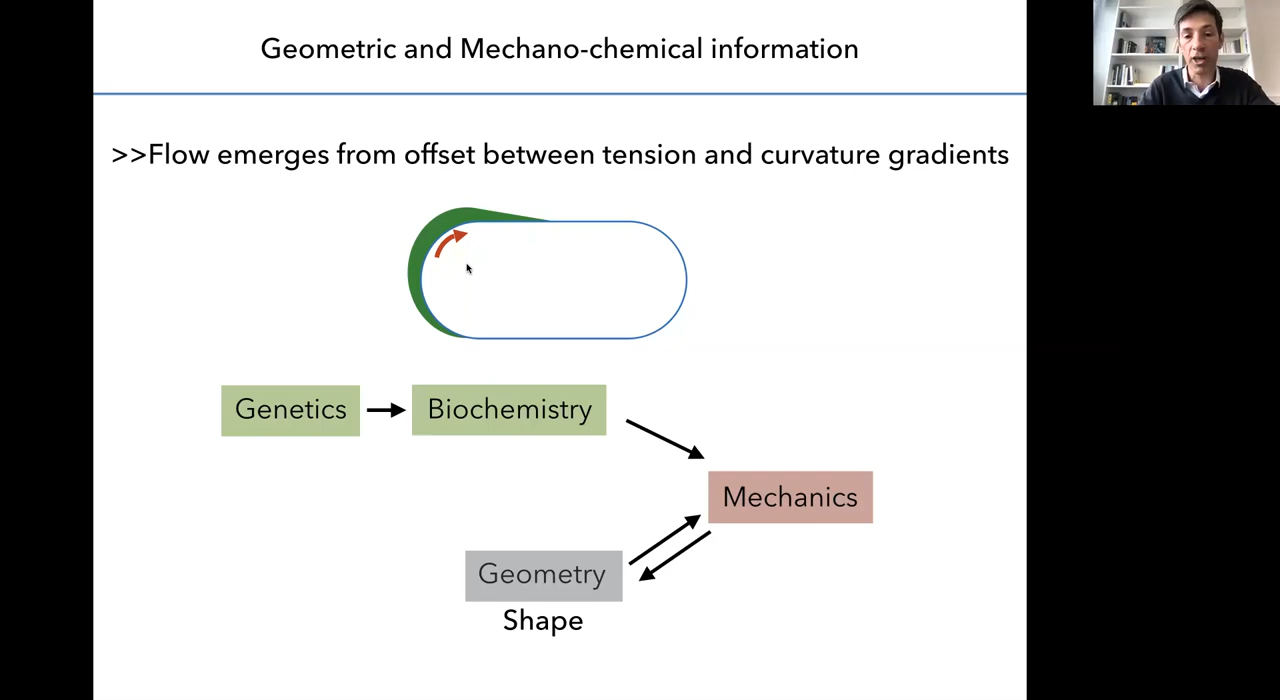 Geometric and Mechano-chemical information
>>Flow emerges from offset between tension and curvature gradients
Genetics
Biochemistry
Mechanics
Geometry
Shape